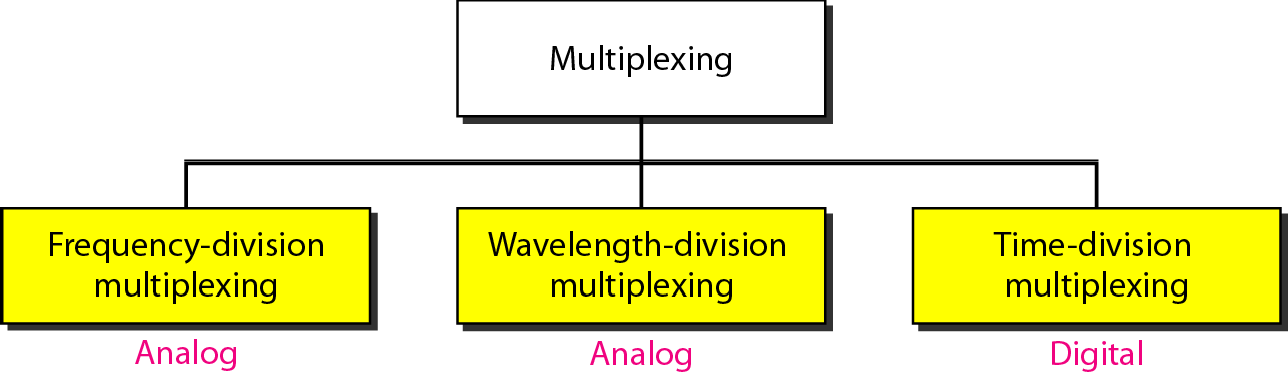 Multiplexing
Frequency-division
multiplexing
Wavelength-division
multiplexing
Time-division
multiplexing
Analog
Analog
Digital